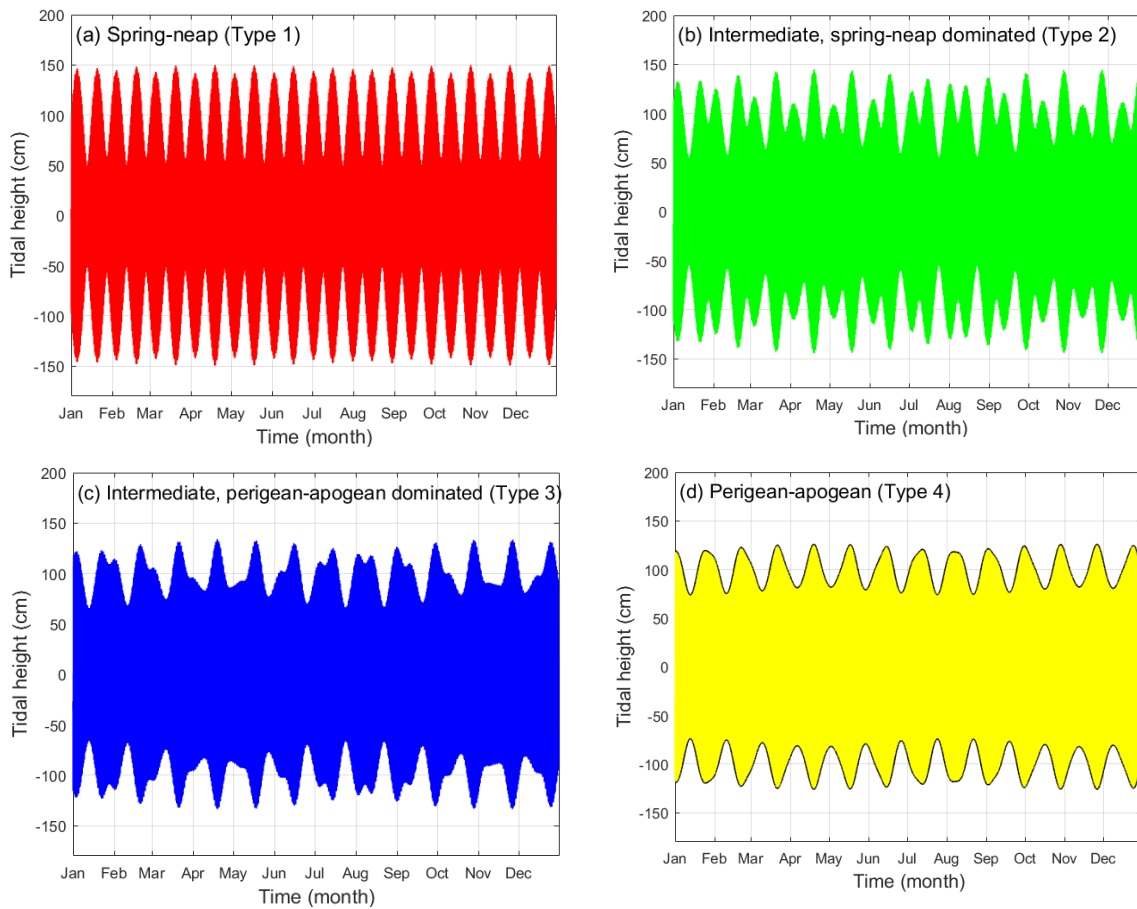 (a) Spring-neap (Type 1)
200
150
100
50
0
-50
-100
-150
Tidal height (cm)
Jan Feb Mar Apr May Jun Jul Aug Sep Oct Nov Dec
Time (month)
(b) Intermediate, spring-neap dominated (Type 2)
200
150
100
50
0
-50
-100
-150
Tidal height (cm)
Jan Feb Mar Apr May Jun Jul Aug Sep Oct Nov Dec
Time (month)
(c) Intermediate, perigean-apogean dominated (Type 3)
200
150
100
50
0
-50
-100
-150
Tidal height (cm)
Jan Feb Mar Apr May Jun Jul Aug Sep Oct Nov Dec
Time (month)
(d) Perigean-apogean (Type 4)
200
150
100
50
0
-50
-100
-150
Tidal height (cm)
Jan Feb Mar Apr May Jun Jul Aug Sep Oct Nov Dec
Time (month)